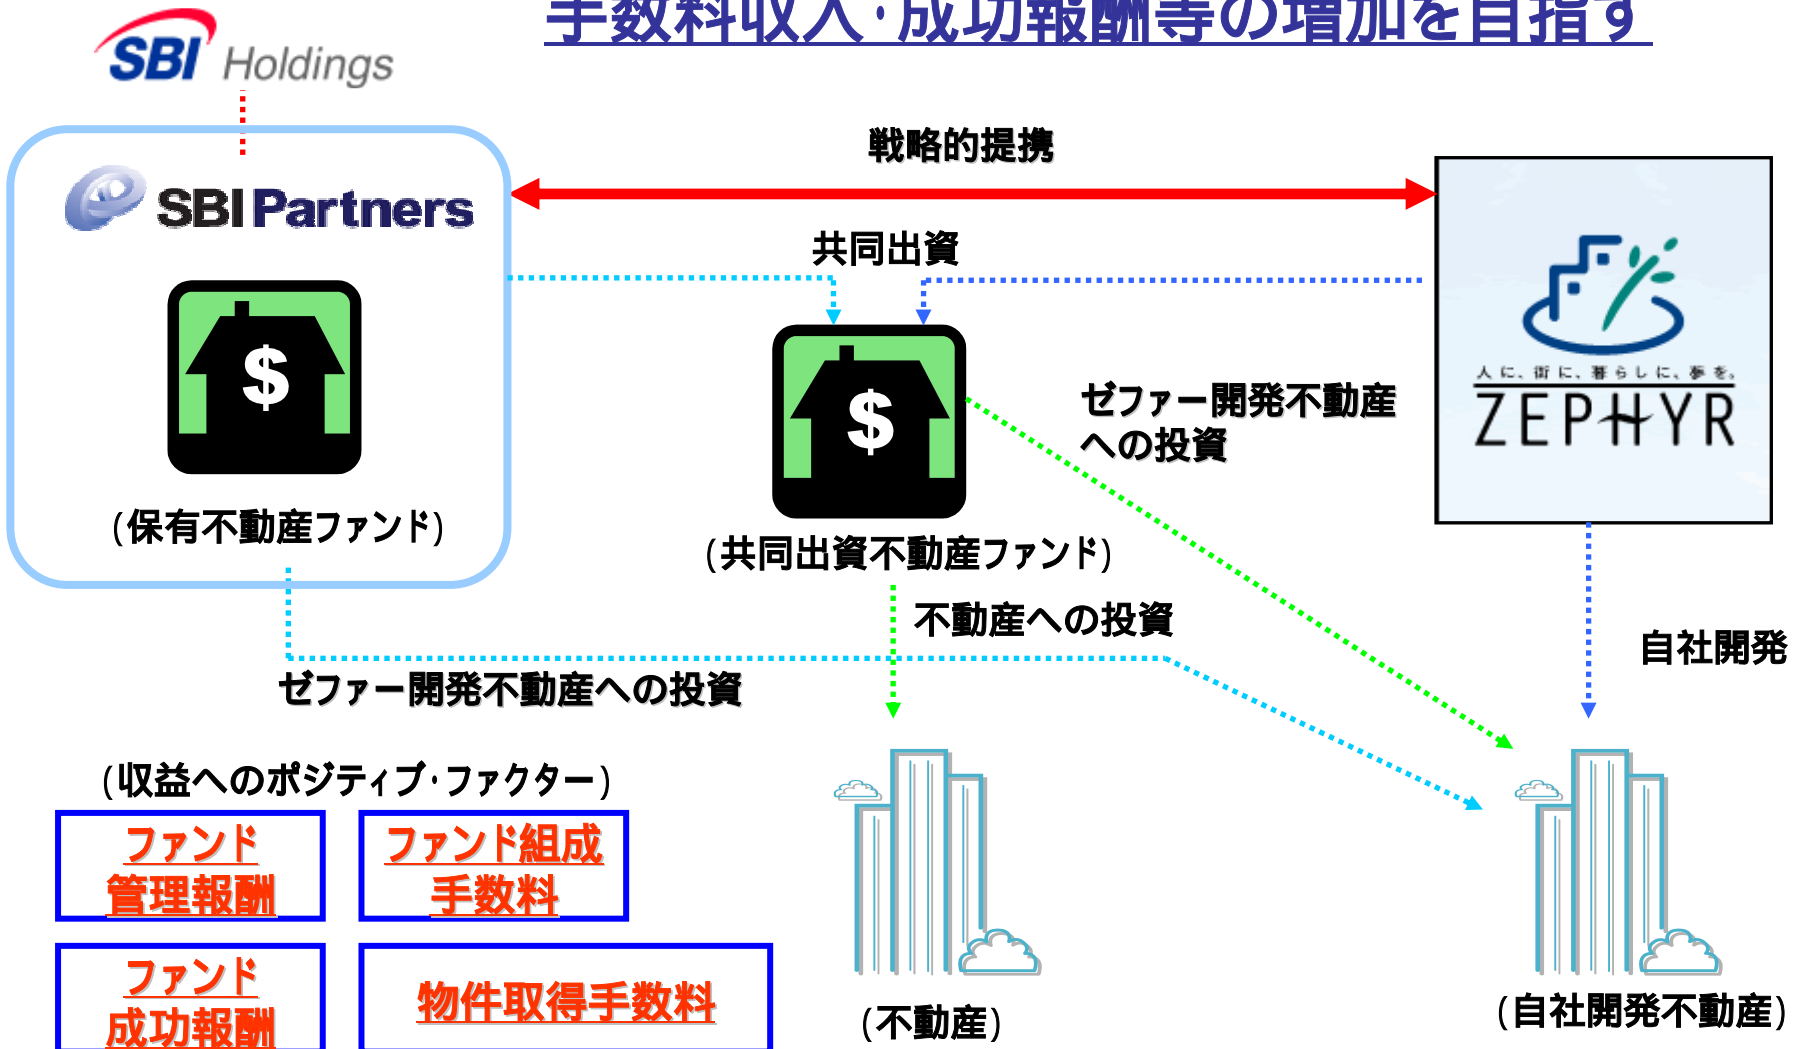 手数料収入・成功報酬等の増加を目指す
SBI Holdings
戦略的提携
SBI Partners
共同出資
$
$
人に、街に、暮らしに、夢を。
ZEPHYR
ゼファー開発不動産
への投資
(保有不動産ファンド)
(共同出資不動産ファンド)
不動産への投資
自社開発
ゼファー開発不動産への投資
(収益へのポジティブ・ファクター)
ファンド
管理報酬
ファンド組成
手数料
ファンド
成功報酬
物件取得手数料
(不動産)
(自社開発不動産)